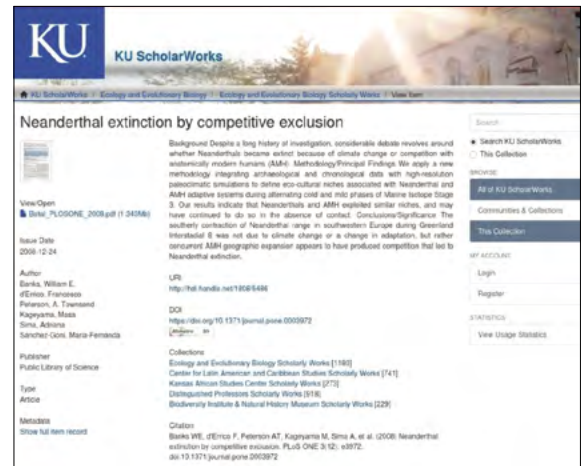 KU
KU ScholarWorks
KU ScholarWorks / Ecology and Evolutionary Biology / Ecology and Evolutionary Biology Scholarly Works / View Item
Neanderthal extinction by competitive exclusion
View/Open
Banks_PLOSONE_2008.pdf (1.343Mb)
Issue Date
2008-12-24
Author
Banks, William E.
d'Errico, Francesco
Peterson, A. Townsend
Kageyama, Masa
Sima, Adriana
Sánchez-Goñi, Maria-Fernanda
Publisher
Public Library of Science
Type
Article
Metadata
Show full item record
Background Despite a long history of investigation, considerable debate revolves around
whether Neanderthals became extinct because of climate change or competition with
anatomically modern humans (AMH). Methodology/Principal Findings We apply a new
methodology integrating archaeological and chronological data with high-resolution
paleoclimatic simulations to define eco-cultural niches associated with Neanderthal and
AMH adaptive systems during alternating cold and mild phases of Marine Isotope Stage
3. Our results indicate that Neanderthals and AMH exploited similar niches, and may
have continued to do so in the absence of contact. Conclusions/Significance The
southerly contraction of Neanderthal range in southwestern Europe during Greenland
Interstadial 8 was not due to climate change or a change in adaptation, but rather
concurrent AMH geographic expansion appears to have produced competition that led to
Neanderthal extinction.
URI
http://hdl.handle.net/1808/5486
DOI
https://doi.org/10.1371/journal.pone.0003972
Collections
Ecology and Evolutionary Biology Scholarly Works [1180]
Center for Latin American and Caribbean Studies Scholarly Works [741]
Kansas African Studies Center Scholarly Works [273]
Distinguished Professors Scholarly Works [918]
Biodiversity Institute & Natural History Museum Scholarly Works [229]
Citation
Banks WE, d'Errico F, Peterson AT, Kageyama M, Sima A, et al. (2008) Neanderthal
extinction by competitive exclusion. PLoS ONE 3(12): e3972.
doi:10.1371/journal.pone.0003972
Search
Search KU ScholarWorks
This Collection
BROWSE
All of KU ScholarWorks
Communities & Collections
This Collection
MY ACCOUNT
Login
Register
STATISTICS
View Usage Statistics